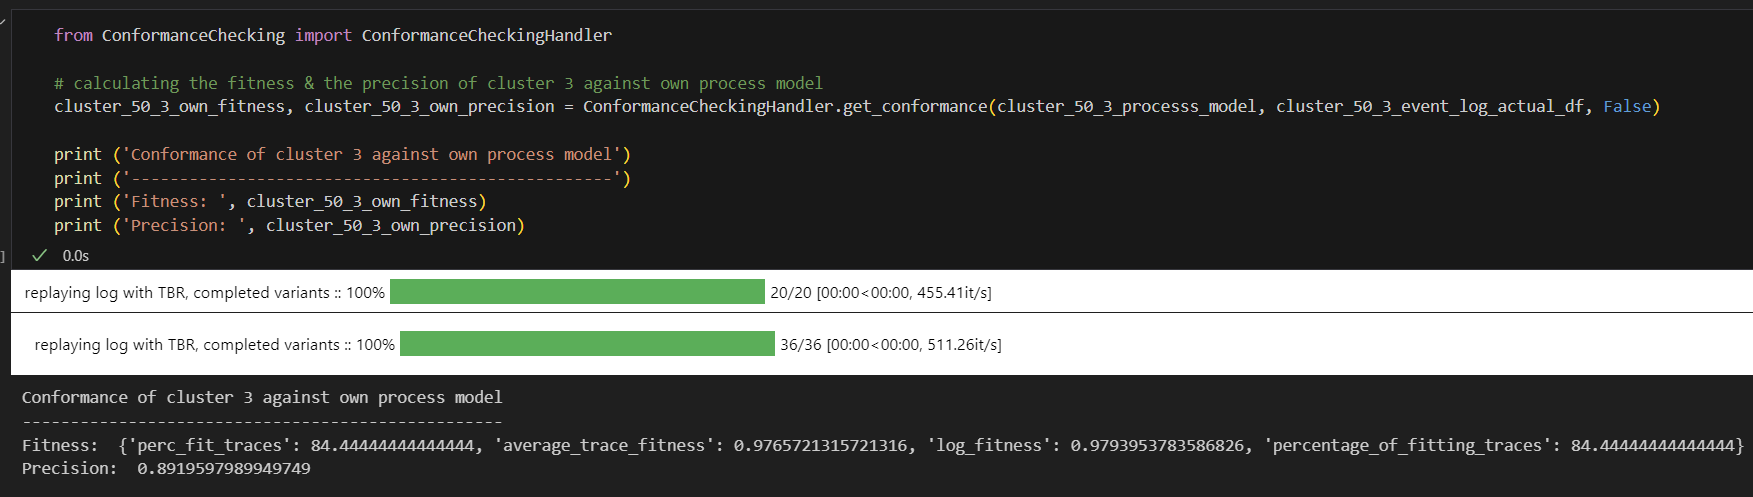 from ConformanceChecking import ConformanceCheckingHandler
# calculating the fitness & the precision of cluster 3 against own process model
cluster_50_3_own_fitness, cluster_50_3_own_precision = ConformanceCheckingHandler.get_conformance(cluster_50_3_processs_model, cluster_50_3_event_log_actual_df, False)
print ('Conformance of cluster 3 against own process model')
print ('--------------------------------------------------')
print ('Fitness: ', cluster_50_3_own_fitness)
print ('Precision: ', cluster_50_3_own_precision)
] ✓ 0.0s
replaying log with TBR, completed variants :: 100% 20/20 [00:00<00:00, 455.41it/s]
replaying log with TBR, completed variants :: 100% 36/36 [00:00<00:00, 511.26it/s]
Conformance of cluster 3 against own process model
--------------------------------------------------
Fitness:  {'perc_fit_traces': 84.44444444444444, 'average_trace_fitness': 0.9765721315721316, 'log_fitness': 0.9793953783586826, 'percentage_of_fitting_traces': 84.44444444444444}
Precision:  0.8919597989949749